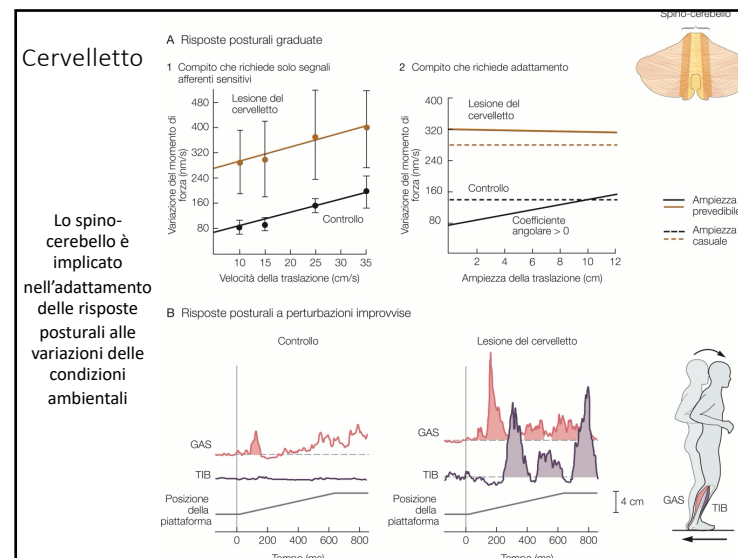 Cervelletto
Lo spino-
cerebello è
implicato
nell'adattamento
delle risposte
posturali alle
variazioni delle
condizioni
ambientali
A Risposte posturali graduate
1 Compito che richiede solo segnali
afferenti sensitivi
Variazione del momento di
forza (nm/s)
480
400
320
240
160
80
Lesione del
cervelletto
Controllo
10 15 20 25 30 35
Velocità della traslazione (cm/s)
2 Compito che richiede adattamento
Variazione del momento di
forza (nm/s)
400
320
240
160
80
Lesione del
cervelletto
Controllo
Coefficiente
angolare > 0
2 4 6 8 10 12
Ampiezza della traslazione (cm)
Spino-cerebello
Ampiezza
prevedibile
Ampiezza
casuale
B Risposte posturali a perturbazioni improvvise
Controllo
GAS
TIB
Posizione
della
piattaforma
0 200 400 600 800
Tempo (ms)
Lesione del cervelletto
GAS
TIB
Posizione
della
piattaforma
4 cm
0 200 400 600 800
Tempo (ms)
GAS
TIB